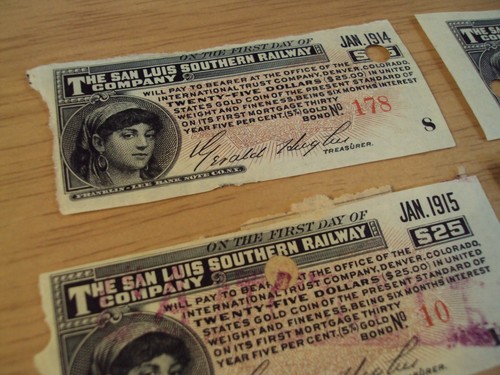 ON THE FIRST DAY OF JAN. 1914
THE SAN LUIS SOUTHERN RAILWAY
COMPANY WILL PAY TO BEARER AT THE OFFICE OF THE
INTERNATIONAL TRUST COMPANY, DENVER, COLORADO,
TWENTY-FIVE DOLLARS ($25.00) IN UNITED
STATES GOLD COIN OF THE PRESENT STANDARD OF
WEIGHT AND FINENESS, BEING SIX MONTHS INTEREST
ON ITS FIRST MORTGAGE THIRTY
YEAR FIVE PER CENT. (5%) GOLD
BOND NO 178
Gerald Hughes
TREASURER.
8
FRANKLIN-LEE BANK NOTE CO. N.Y.
ON THE FIRST DAY OF JAN. 1915
THE SAN LUIS SOUTHERN RAILWAY $25
COMPANY WILL PAY TO BEARER AT THE OFFICE OF THE
INTERNATIONAL TRUST COMPANY, DENVER, COLORADO,
TWENTY-FIVE DOLLARS ($25.00) IN UNITED
STATES GOLD COIN OF THE PRESENT STANDARD OF
WEIGHT AND FINENESS, BEING SIX MONTHS INTEREST
ON ITS FIRST MORTGAGE THIRTY
YEAR FIVE PER CENT. (5%) GOLD
BOND NO 10